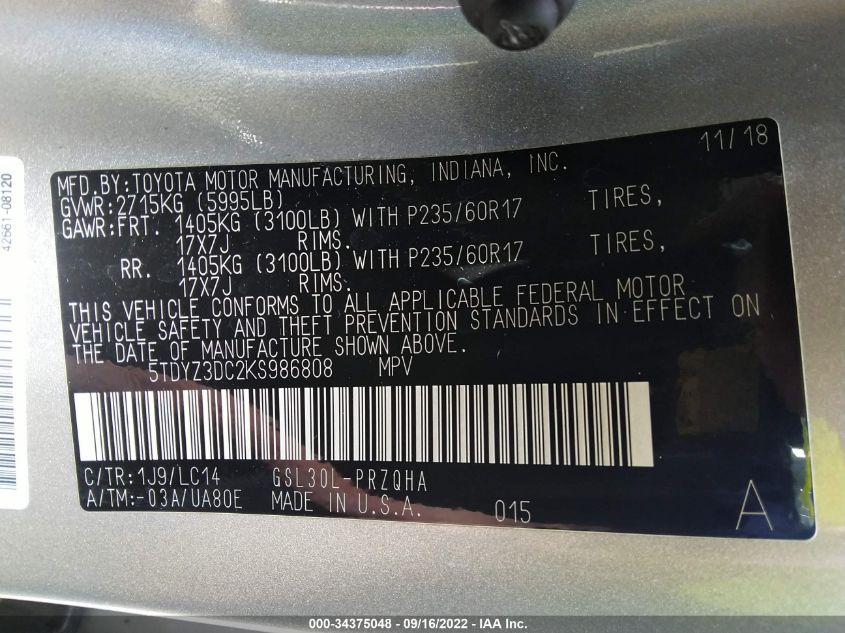 11/18
MFD.BY:TOYOTA MOTOR MANUFACTURING, INDIANA, INC.
GVWR:2715KG (5995LB)
GAWR:FRT. 1405KG (3100LB) WITH P235/60R17 TIRES,
17X7J RIMS.
RR. 1405KG (3100LB) WITH P235/60R17 TIRES,
17X7J RIMS.
THIS VEHICLE CONFORMS TO ALL APPLICABLE FEDERAL MOTOR
VEHICLE SAFETY AND THEFT PREVENTION STANDARDS IN EFFECT ON
THE DATE OF MANUFACTURE SHOWN ABOVE.
5TDYZ3DC2KS986808 MPV
C/TR:1J9/LC14 GSL30L-PRZQHA
A/TM:-03A/UA80E MADE IN U.S.A. 015
A
42661-08120
000-34375048 - 09/16/2022 - IAA Inc.